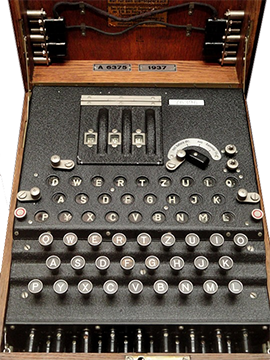 A 6375 1937
Q W E R T Z U I O
A S D F G H J K
P Y X C V B N M L
Q W E R T Z U I O
A S D F G H J K
P Y X C V B N M L